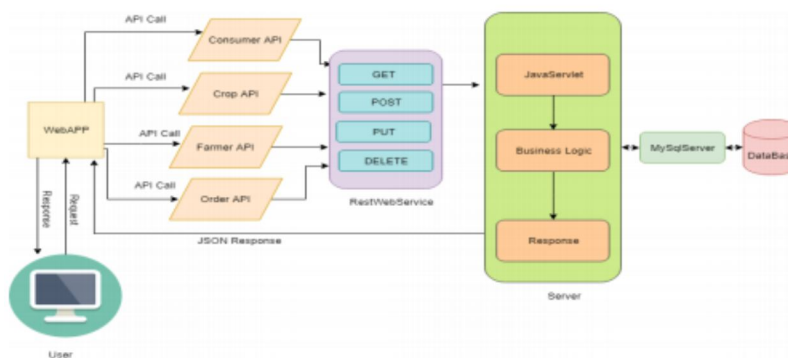 API Call
Consumer API
API Call
Crop API
WebAPP
API Call
Farmer API
API Call
Order API
GET
POST
PUT
DELETE
RestWebService
JavaServlet
Business Logic
Response
Server
MySqlServer
DataBas
JSON Response
Response
Request
User